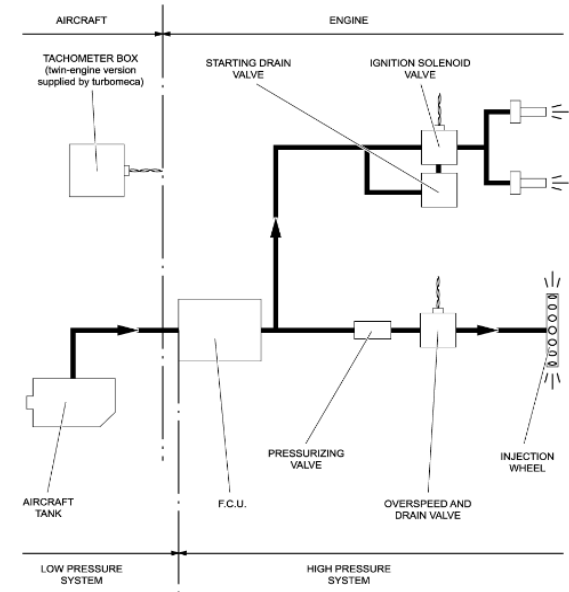 AIRCRAFT
ENGINE
TACHOMETER BOX
(twin-engine version
supplied by turbomeca)
STARTING DRAIN
VALVE
IGNITION SOLENOID
VALVE
PRESSURIZING
VALVE
INJECTION
WHEEL
AIRCRAFT
TANK
F.C.U.
OVERSPEED AND
DRAIN VALVE
LOW PRESSURE
SYSTEM
HIGH PRESSURE
SYSTEM